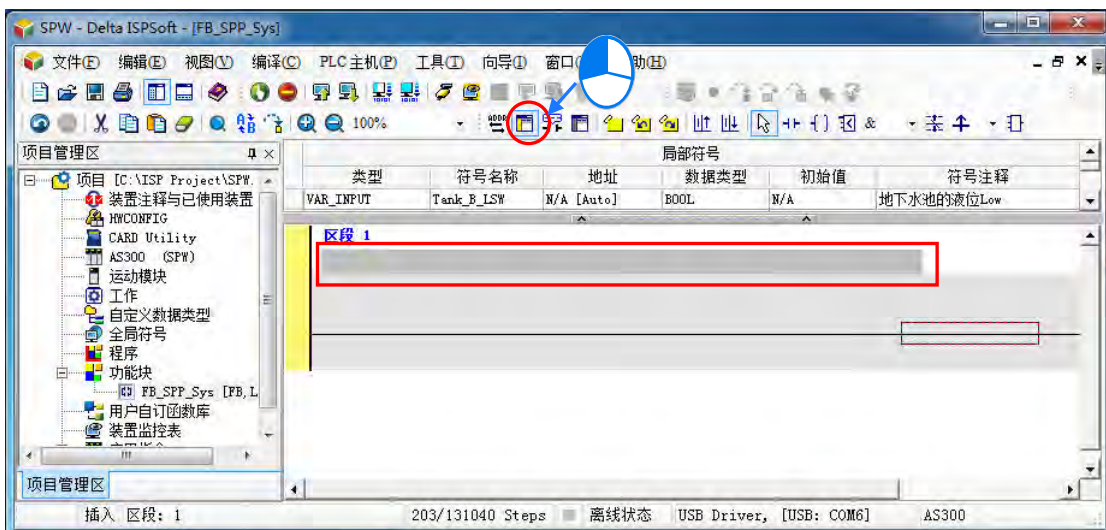 SPW - Delta ISPSoft - [FB_SPP_Sys]
文件(F) 编辑(E) 视图(V) 编译(C) PLC主机(P) 工具(T) 向导(I) 窗口 助(H)
100%
项目管理区
局部符号
类型 符号名称 地址 数据类型 初始值 符号注释
VAR_INPUT Tank_B_LSW N/A [Auto] BOOL N/A 地下水池的液位Low
项目 [C:\ISP Project\SPW.
装置注释与已使用装置
HWCONFIG
CARD Utility
AS300 (SPW)
运动模块
工作
自定义数据类型
全局符号
程序
功能块
FB_SPP_Sys [FB,L
用户自订函数库
装置监控表
区段 1
项目管理区
插入 区段: 1 203/131040 Steps 离线状态 USB Driver, [USB: COM6] AS300